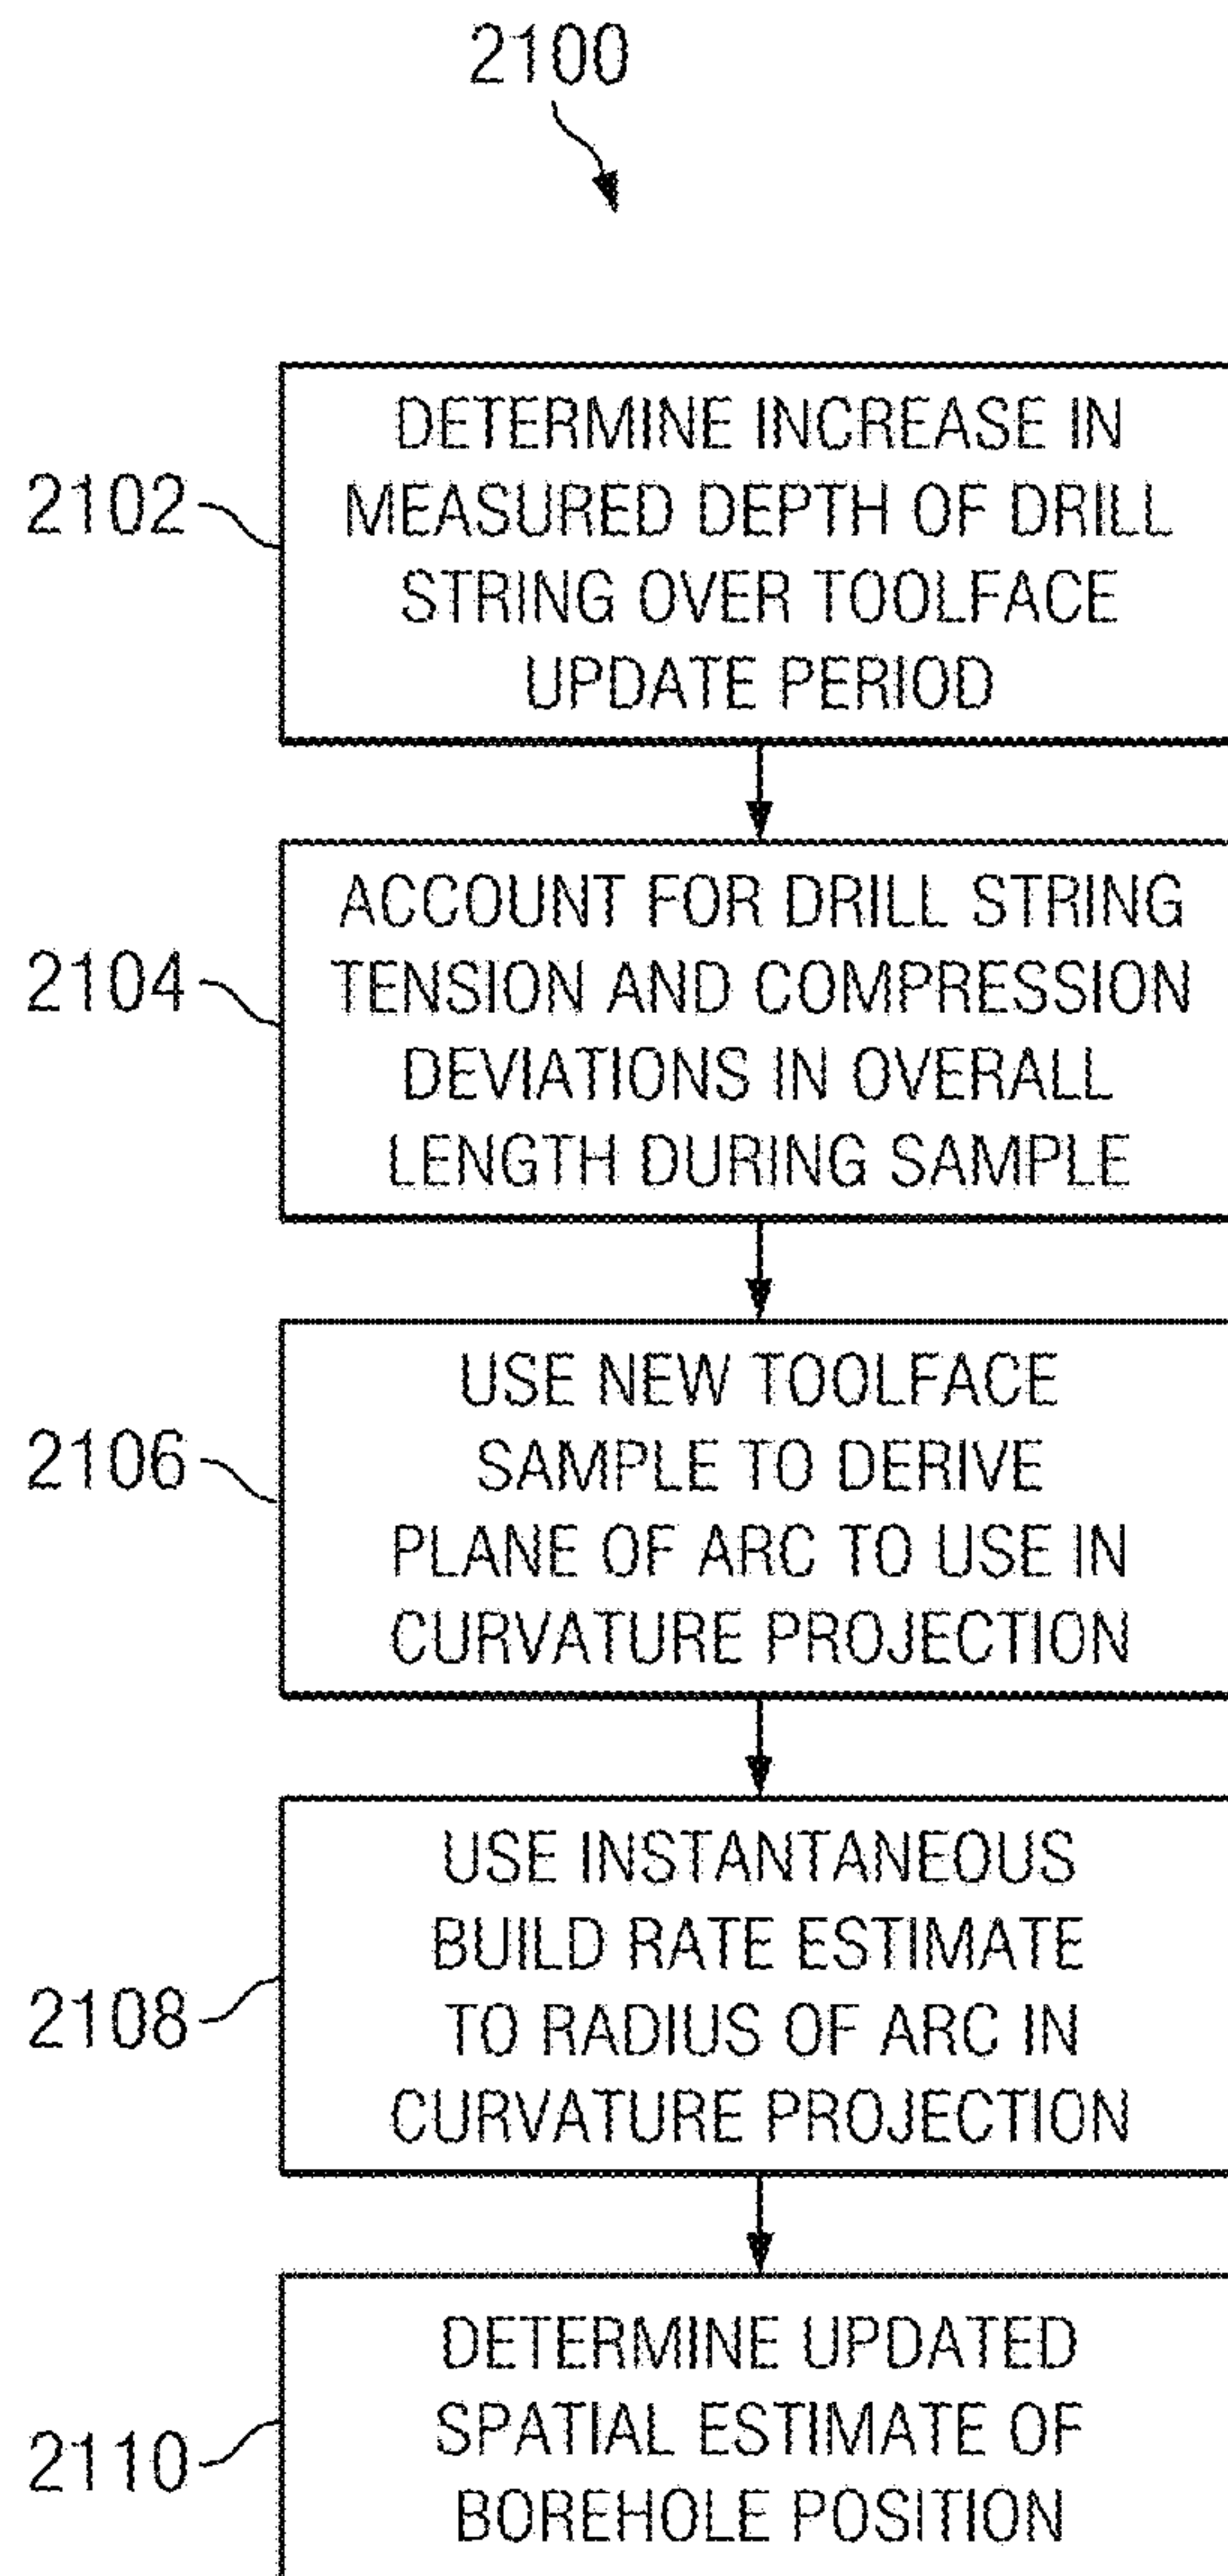 2100
2102
DETERMINE INCREASE IN
MEASURED DEPTH OF DRILL
STRING OVER TOOLFACE
UPDATE PERIOD
2104
ACCOUNT FOR DRILL STRING
TENSION AND COMPRESSION
DEVIATIONS IN OVERALL
LENGTH DURING SAMPLE
2106
USE NEW TOOLFACE
SAMPLE TO DERIVE
PLANE OF ARC TO USE IN
CURVATURE PROJECTION
2108
USE INSTANTANEOUS
BUILD RATE ESTIMATE
TO RADIUS OF ARC IN
CURVATURE PROJECTION
2110
DETERMINE UPDATED
SPATIAL ESTIMATE OF
BOREHOLE POSITION